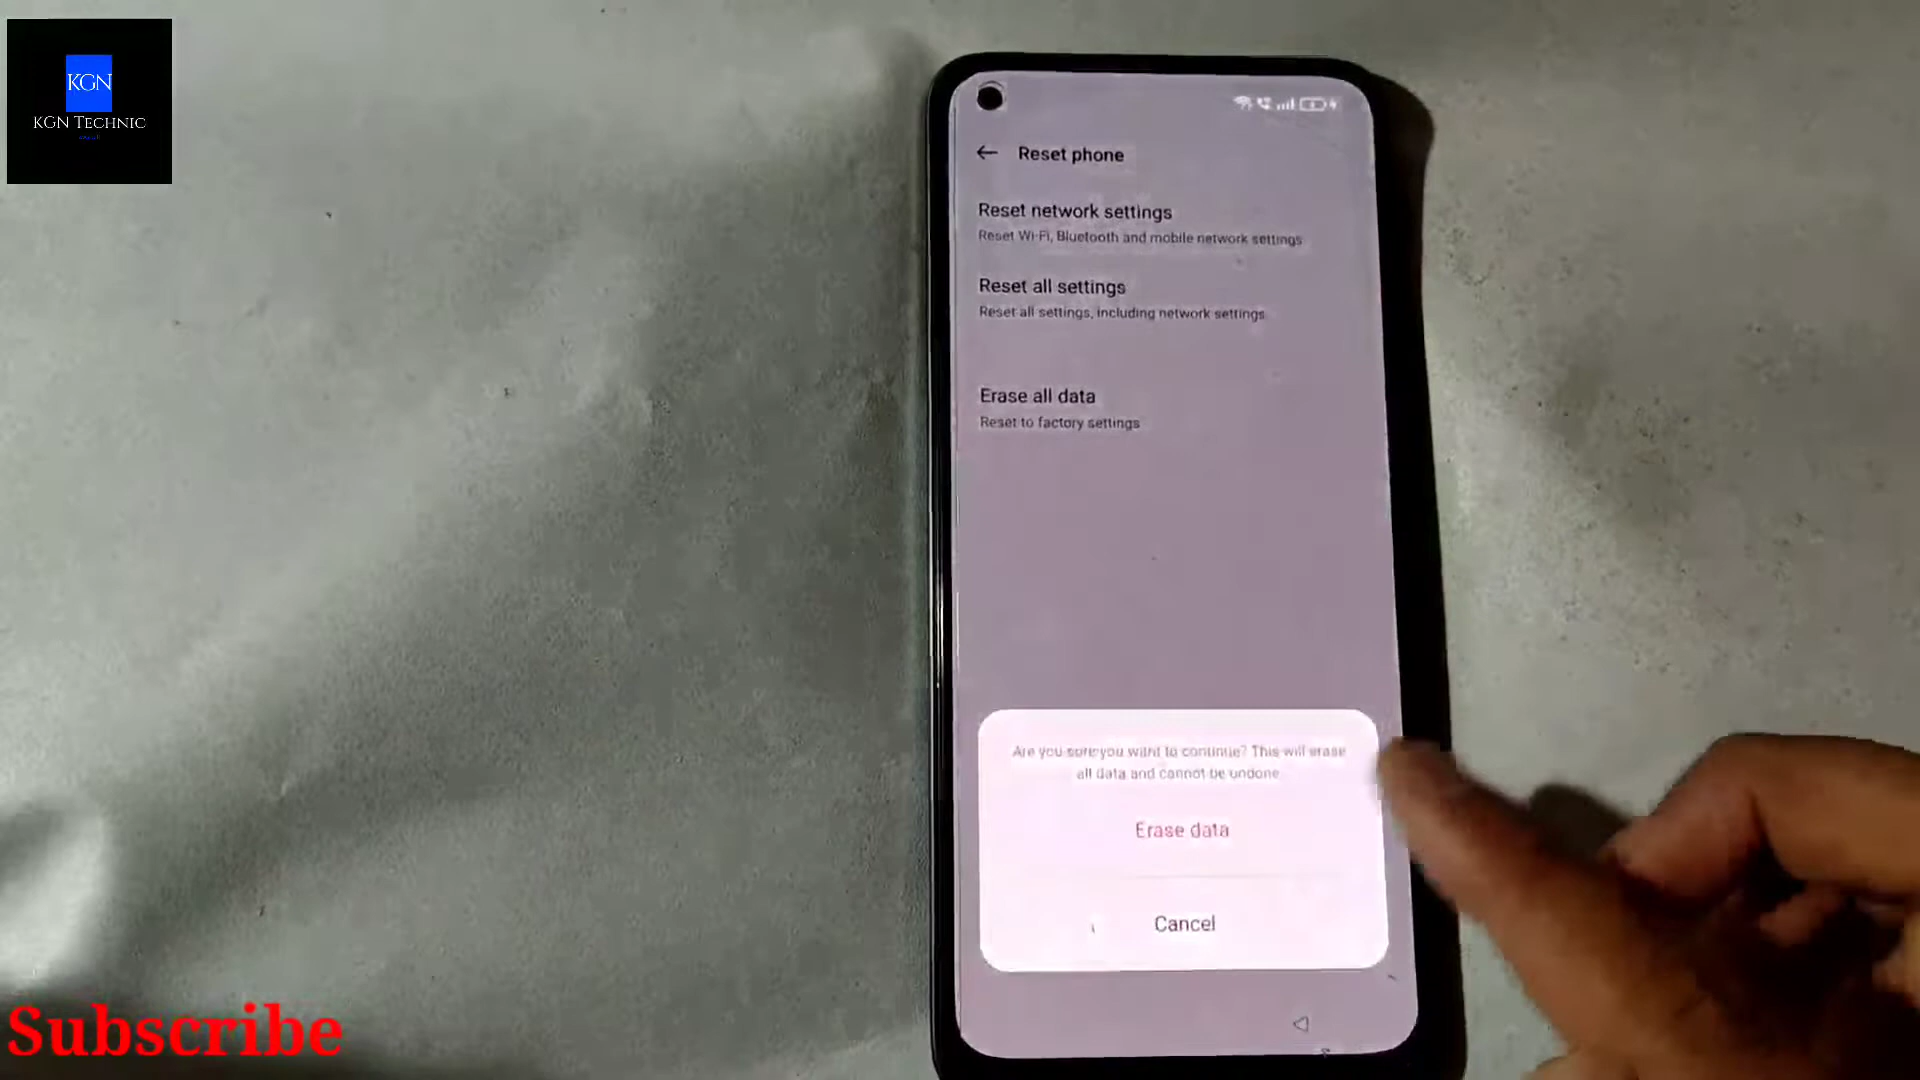 KGN
KGN TECHNIC
Reset phone
Reset network settings
Reset Wi-Fi, Bluetooth and mobile network settings
Reset all settings
Reset all settings, including network settings
Erase all data
Reset to factory settings
Are you sure you want to continue? This will erase
all data and cannot be undone
Erase data
Cancel
Subscribe